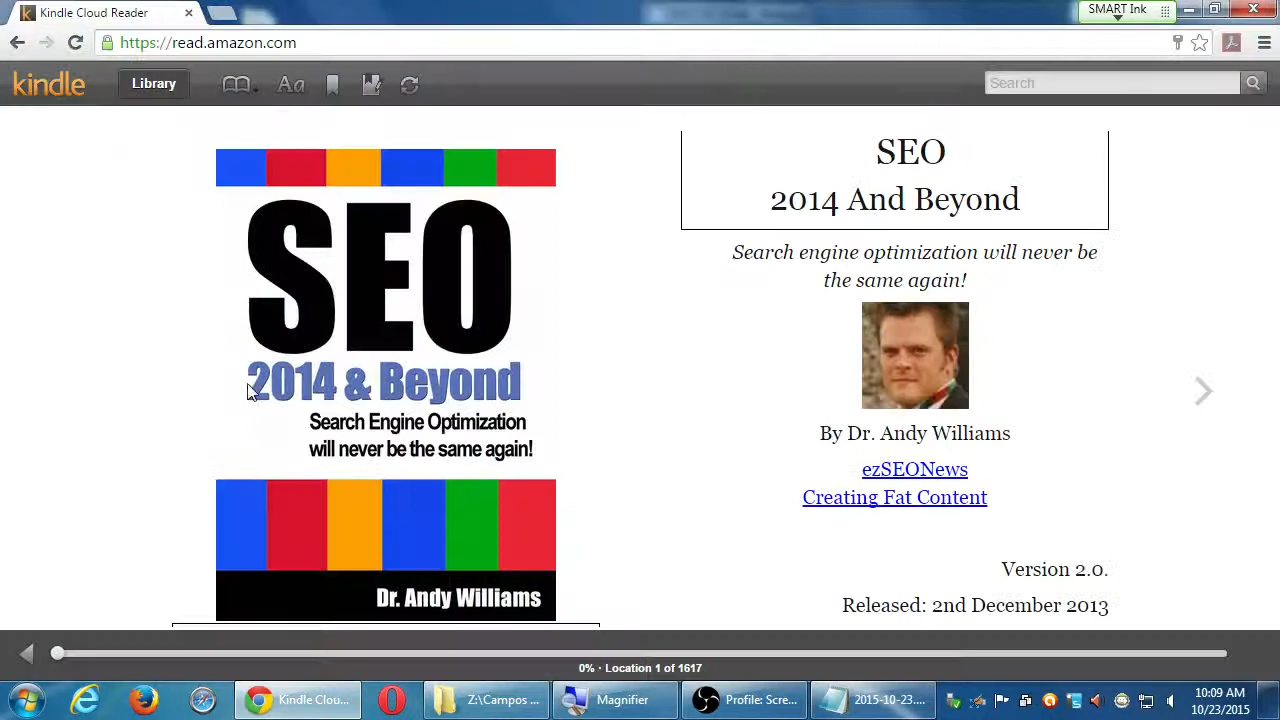 Kindle Cloud Reader
SMART Ink
https://read.amazon.com
kindle
Library
Aa
Search
SEO
2014 & Beyond
Search Engine Optimization
will never be the same again!
Dr. Andy Williams
SEO
2014 And Beyond
Search engine optimization will never be
the same again!
By Dr. Andy Williams
ezSEONews
Creating Fat Content
Version 2.0.
Released: 2nd December 2013
0% · Location 1 of 1617
Kindle Clou...
Z:\Campos ...
Magnifier
Profile: Scre...
2015-10-23....
10:09 AM
10/23/2015